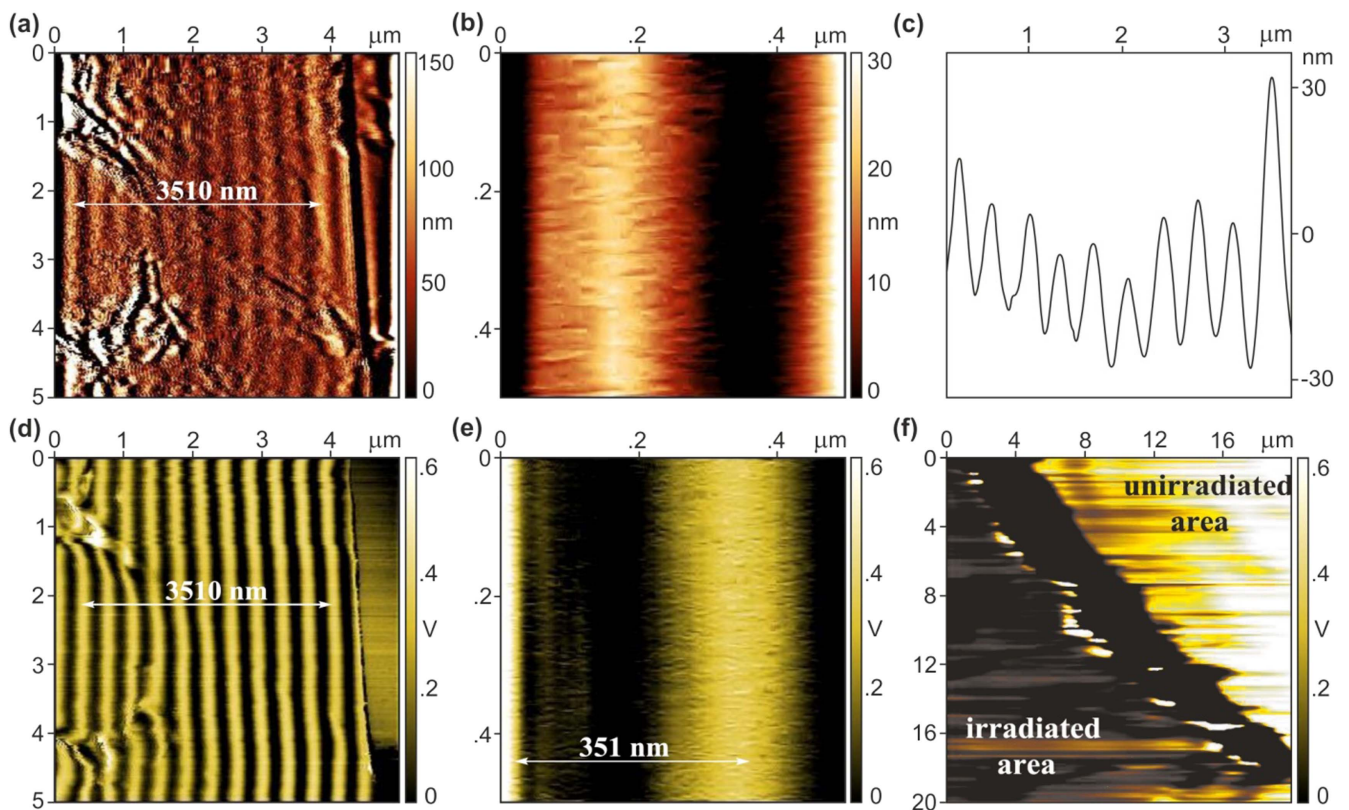 (a)
0 1 2 3 4 μm
0
1
2
3
4
5
3510 nm
150
100
nm
50
0
(b)
0 .2 .4 μm
0
.2
.4
30
20
nm
10
0
(c)
1 2 3 μm
nm
30
0
-30
(d)
0 1 2 3 4 μm
0
1
2
3
4
5
3510 nm
.6
.4
V
.2
0
(e)
0 .2 .4 μm
0
.2
.4
351 nm
.6
.4
V
.2
0
(f)
0 4 8 12 16 μm
0
4
8
12
16
20
unirradiated
area
irradiated
area
.6
.4
V
.2
0